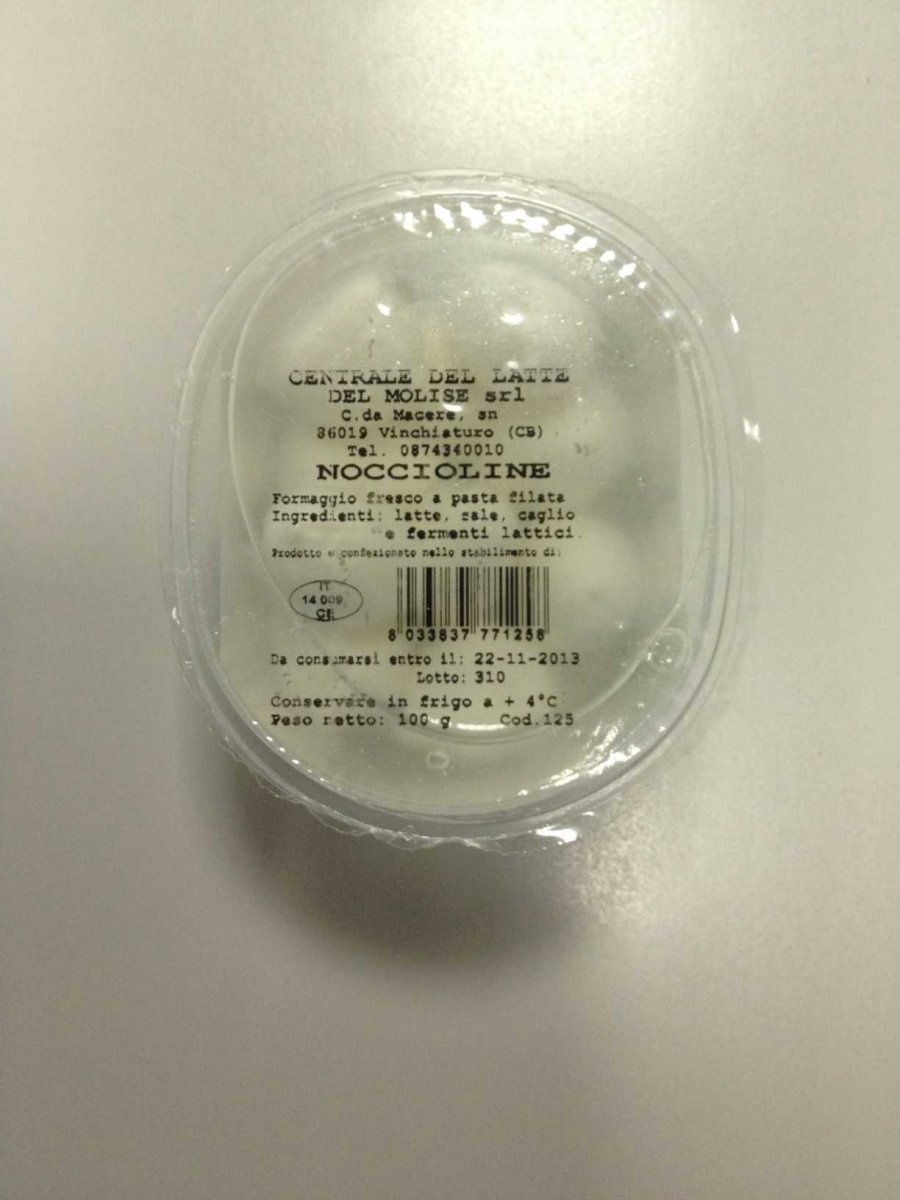 CENTRALE DEL LATTE
DEL MOLISE srl
C.da Macere, sn
86019 Vinchiaturo (CB)
Tel. 0874340010
NOCCIOLINE
Formaggio fresco a pasta filata
Ingredienti: latte, sale, caglio
e fermenti lattici.
Prodotto e confezionato nello stabilimento di:
IT
14 009
CE
8 033837 771258
Da consumarsi entro il: 22-11-2013
Lotto: 310
Conservare in frigo a + 4°C
Peso netto: 100 g Cod.125